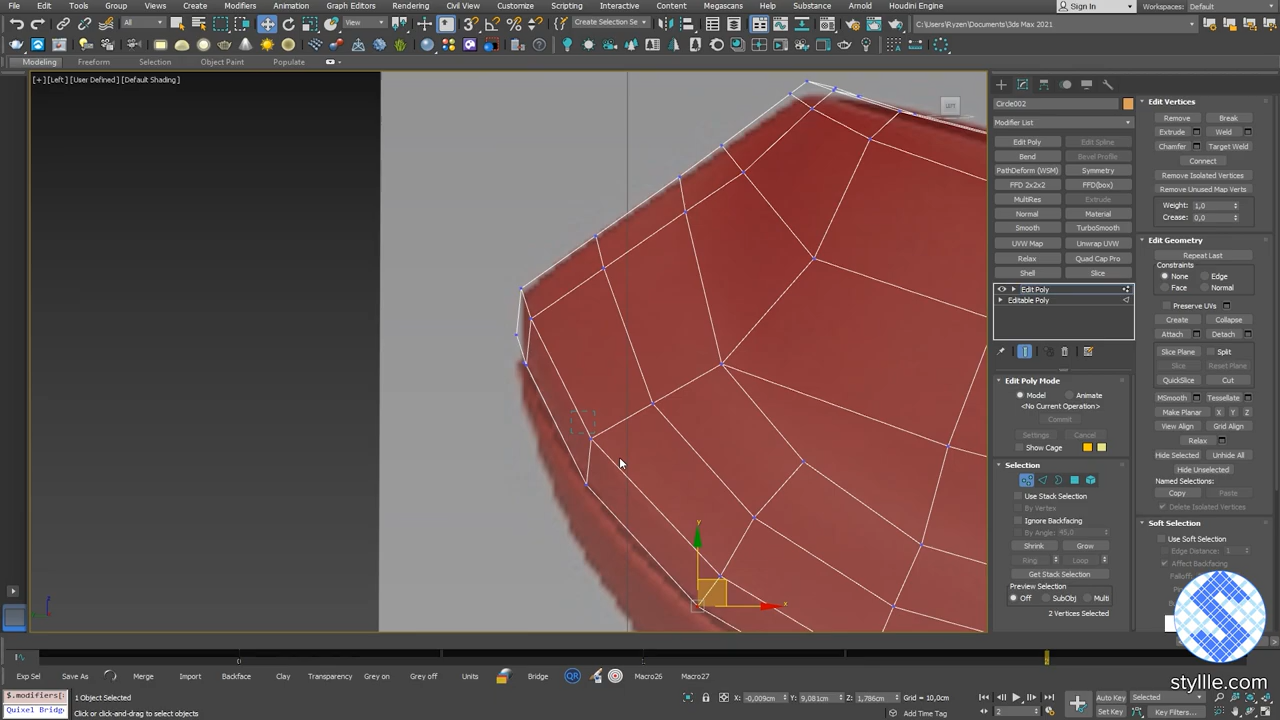 File Edit Tools Group Views Create Modifiers Animation Graph Editors Rendering Civil View Customize Scripting Interactive Content Megascans Help Substance Arnold Houdini Engine Sign In Workspaces: Default
All View Create Selection Se C:\Users\Ryzen\Documents\3ds Max 2021
Modeling Freeform Selection Object Paint Populate
[+] [Left] [User Defined] [Default Shading]
LEFT
Circle002
Modifier List
Edit Poly Edit Spline
Bend Bevel Profile
PathDeform (WSM) Symmetry
FFD 2x2x2 FFD(box)
MultiRes Extrude
Normal Material
Smooth TurboSmooth
UVW Map Unwrap UVW
Relax Quad Cap Pro
Shell Slice
Edit Poly
Editable Poly
Edit Poly Mode
Model Animate
<No Current Operation>
Commit
Settings Cancel
Show Cage
Selection
Use Stack Selection
By Vertex
Ignore Backfacing
By Angle: 45,0
Shrink Grow
Ring Loop
Get Stack Selection
Preview Selection
Off SubObj Multi
2 Vertices Selected
Edit Vertices
Remove Break
Extrude Weld
Chamfer Target Weld
Connect
Remove Isolated Vertices
Remove Unused Map Verts
Weight: 1,0
Crease: 0,0
Edit Geometry
Repeat Last
Constraints
None Edge
Face Normal
Preserve UVs
Create Collapse
Attach Detach
Slice Plane Split
Slice Reset Plane
QuickSlice Cut
MSmooth Tessellate
Make Planar X Y Z
View Align Grid Align
Relax
Hide Selected Unhide All
Hide Unselected
Named Selections:
Copy Paste
Delete Isolated Vertices
Soft Selection
Use Soft Selection
Edge Distance: 1
Affect Backfacing
x
y
Exp Sel Save As Merge Import Backface Clay Transparency Grey on Grey off Units Bridge QR Macro26 Macro27
styllle.com
$.modifiers[:
Quixel Bridg
1 Object Selected
Click or click-and-drag to select objects
X: -0,009cm Y: 9,081cm Z: 1,786cm Grid = 10,0cm
Add Time Tag
2
Auto Key Selected
Set Key Key Filters...